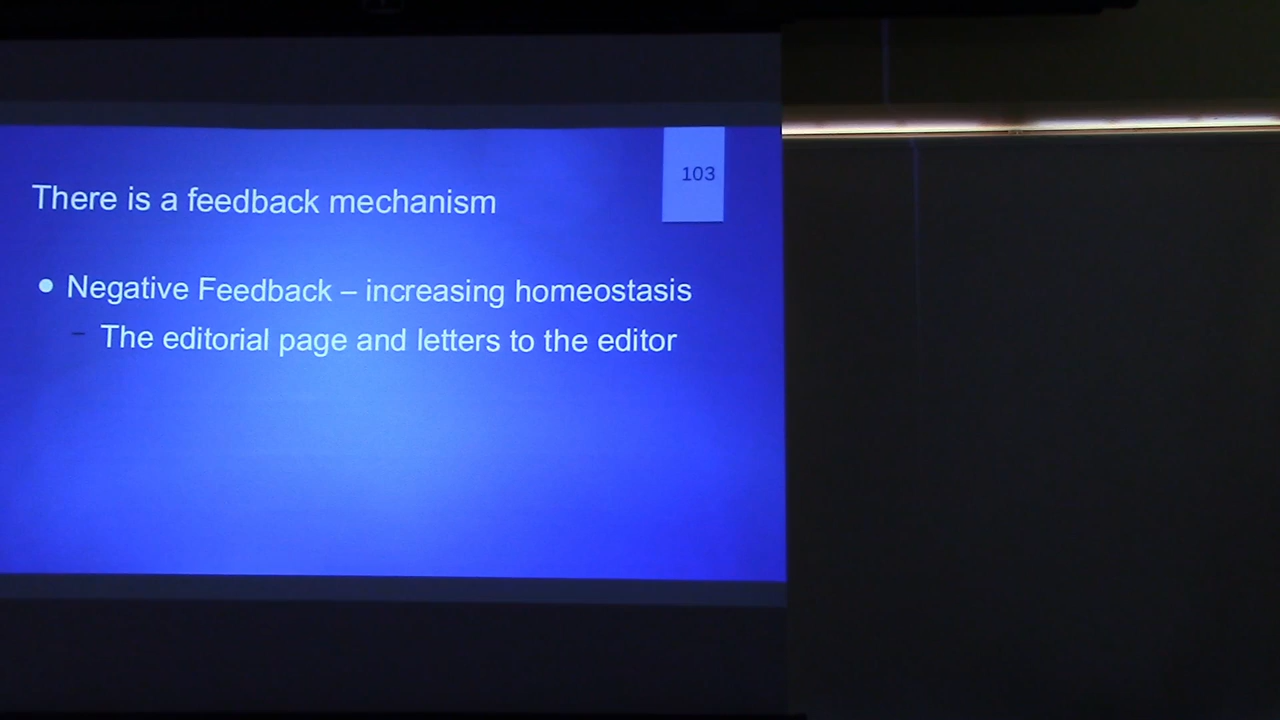 103
There is a feedback mechanism
● Negative Feedback – increasing homeostasis
– The editorial page and letters to the editor